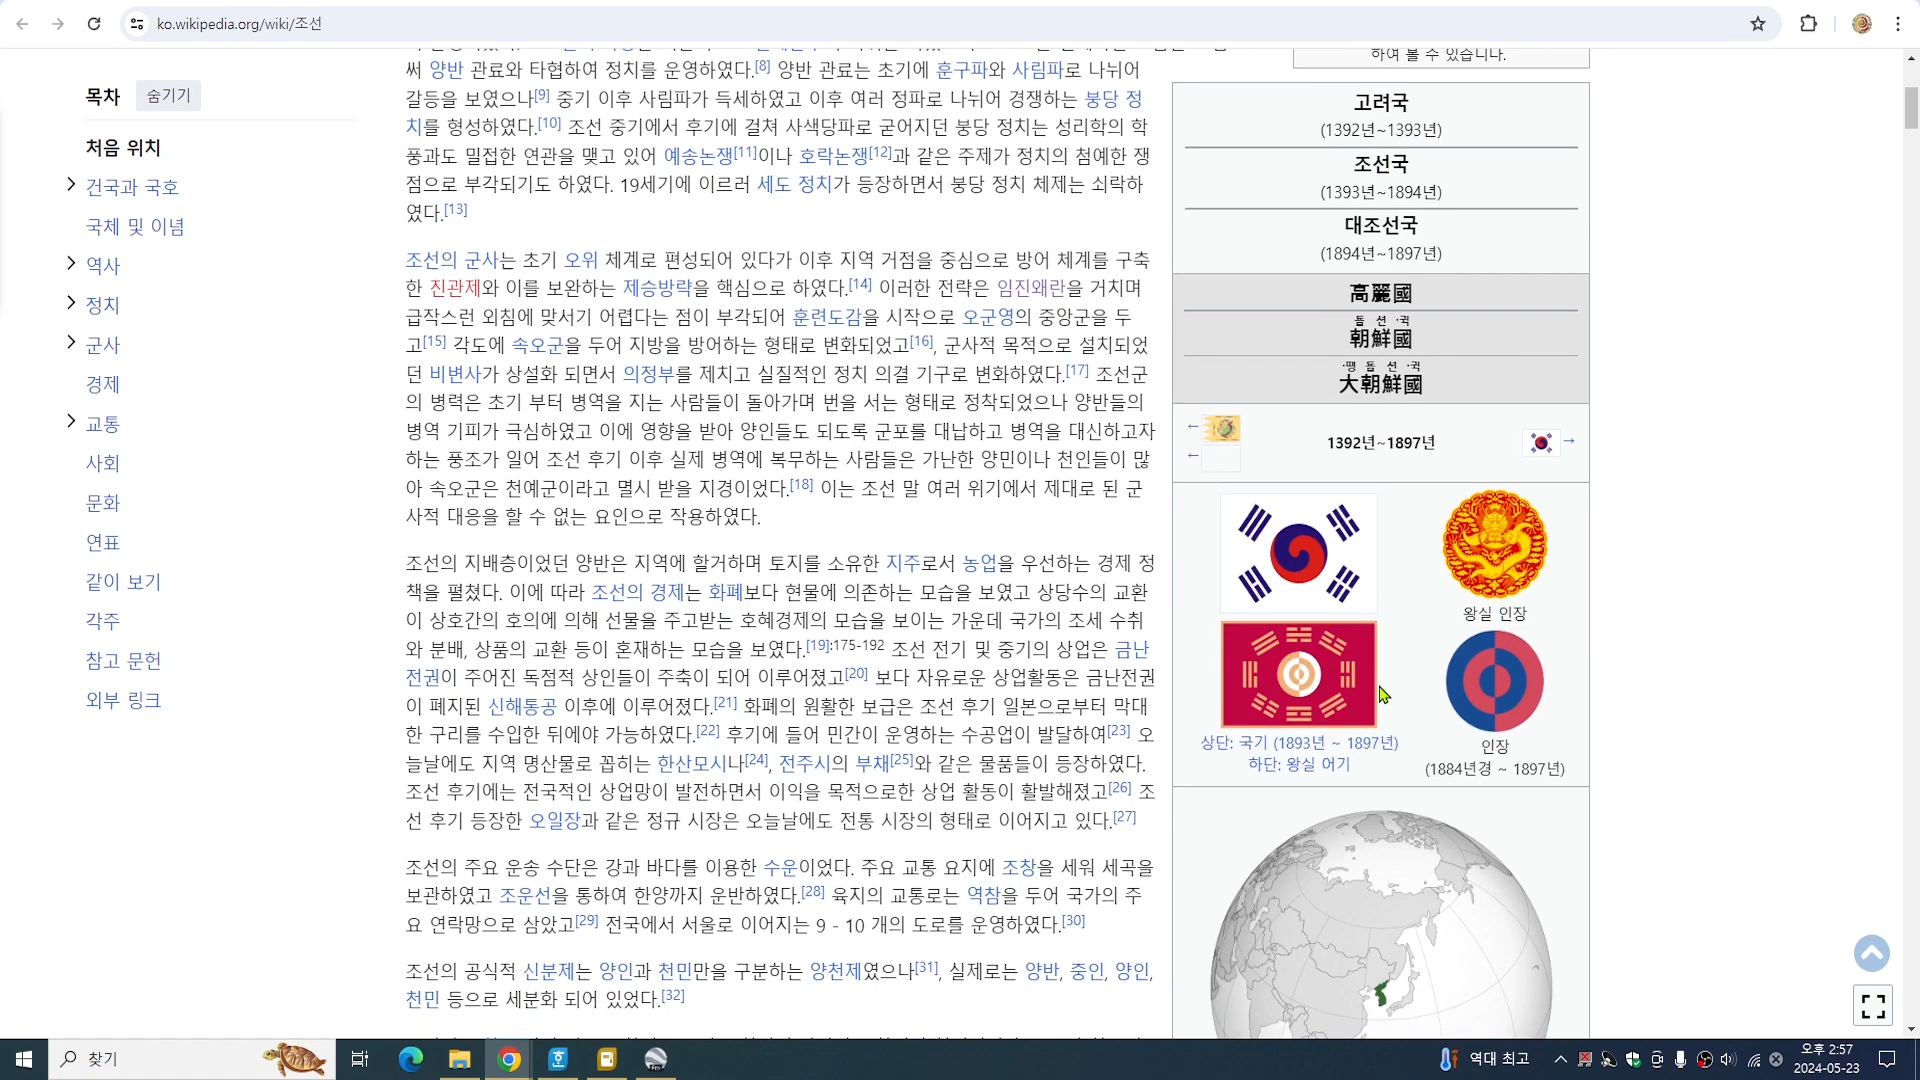 ko.wikipedia.org/wiki/조선
목차 숨기기
처음 위치
건국과 국호
국체 및 이념
역사
정치
군사
경제
교통
사회
문화
연표
같이 보기
각주
참고 문헌
외부 링크
써 양반 관료와 타협하여 정치를 운영하였다.[8] 양반 관료는 초기에 훈구파와 사림파로 나뉘어
갈등을 보였으나[9] 중기 이후 사림파가 득세하였고 이후 여러 정파로 나뉘어 경쟁하는 붕당 정
치를 형성하였다.[10] 조선 중기에서 후기에 걸쳐 사색당파로 굳어지던 붕당 정치는 성리학의 학
풍과도 밀접한 연관을 맺고 있어 예송논쟁[11]이나 호락논쟁[12]과 같은 주제가 정치의 첨예한 쟁
점으로 부각되기도 하였다. 19세기에 이르러 세도 정치가 등장하면서 붕당 정치 체제는 쇠락하
였다.[13]
조선의 군사는 초기 오위 체계로 편성되어 있다가 이후 지역 거점을 중심으로 방어 체계를 구축
한 진관제와 이를 보완하는 제승방략을 핵심으로 하였다.[14] 이러한 전략은 임진왜란을 거치며
급작스런 외침에 맞서기 어렵다는 점이 부각되어 훈련도감을 시작으로 오군영의 중앙군을 두
고[15] 각도에 속오군을 두어 지방을 방어하는 형태로 변화되었고[16], 군사적 목적으로 설치되었
던 비변사가 상설화 되면서 의정부를 제치고 실질적인 정치 의결 기구로 변화하였다.[17] 조선군
의 병력은 초기 부터 병역을 지는 사람들이 돌아가며 번을 서는 형태로 정착되었으나 양반들의
병역 기피가 극심하였고 이에 영향을 받아 양인들도 되도록 군포를 대납하고 병역을 대신하고자
하는 풍조가 일어 조선 후기 이후 실제 병역에 복무하는 사람들은 가난한 양민이나 천인들이 많
아 속오군은 천예군이라고 멸시 받을 지경이었다.[18] 이는 조선 말 여러 위기에서 제대로 된 군
사적 대응을 할 수 없는 요인으로 작용하였다.
조선의 지배층이었던 양반은 지역에 할거하며 토지를 소유한 지주로서 농업을 우선하는 경제 정
책을 펼쳤다. 이에 따라 조선의 경제는 화폐보다 현물에 의존하는 모습을 보였고 상당수의 교환
이 상호간의 호의에 의해 선물을 주고받는 호혜경제의 모습을 보이는 가운데 국가의 조세 수취
와 분배, 상품의 교환 등이 혼재하는 모습을 보였다.[19]:175-192 조선 전기 및 중기의 상업은 금난
전권이 주어진 독점적 상인들이 주축이 되어 이루어졌고[20] 보다 자유로운 상업활동은 금난전권
이 폐지된 신해통공 이후에 이루어졌다.[21] 화폐의 원활한 보급은 조선 후기 일본으로부터 막대
한 구리를 수입한 뒤에야 가능하였다.[22] 후기에 들어 민간이 운영하는 수공업이 발달하여[23] 오
늘날에도 지역 명산물로 꼽히는 한산모시나[24], 전주시의 부채[25]와 같은 물품들이 등장하였다.
조선 후기에는 전국적인 상업망이 발전하면서 이익을 목적으로한 상업 활동이 활발해졌고[26] 조
선 후기 등장한 오일장과 같은 정규 시장은 오늘날에도 전통 시장의 형태로 이어지고 있다.[27]
조선의 주요 운송 수단은 강과 바다를 이용한 수운이었다. 주요 교통 요지에 조창을 세워 세곡을
보관하였고 조운선을 통하여 한양까지 운반하였다.[28] 육지의 교통로는 역참을 두어 국가의 주
요 연락망으로 삼았고[29] 전국에서 서울로 이어지는 9 - 10 개의 도로를 운영하였다.[30]
조선의 공식적 신분제는 양인과 천민만을 구분하는 양천제였으나[31], 실제로는 양반, 중인, 양인,
천민 등으로 세분화 되어 있었다.[32]
하여 볼 수 있습니다.
고려국
(1392년~1393년)
조선국
(1393년~1894년)
대조선국
(1894년~1897년)
高麗國
朝鮮國
大朝鮮國
← 1392년~1897년 →
←
왕실 인장
상단: 국기 (1893년 ~ 1897년)
하단: 왕실 어기
인장
(1884년경 ~ 1897년)
찾기
역대 최고
오후 2:57
2024-05-23